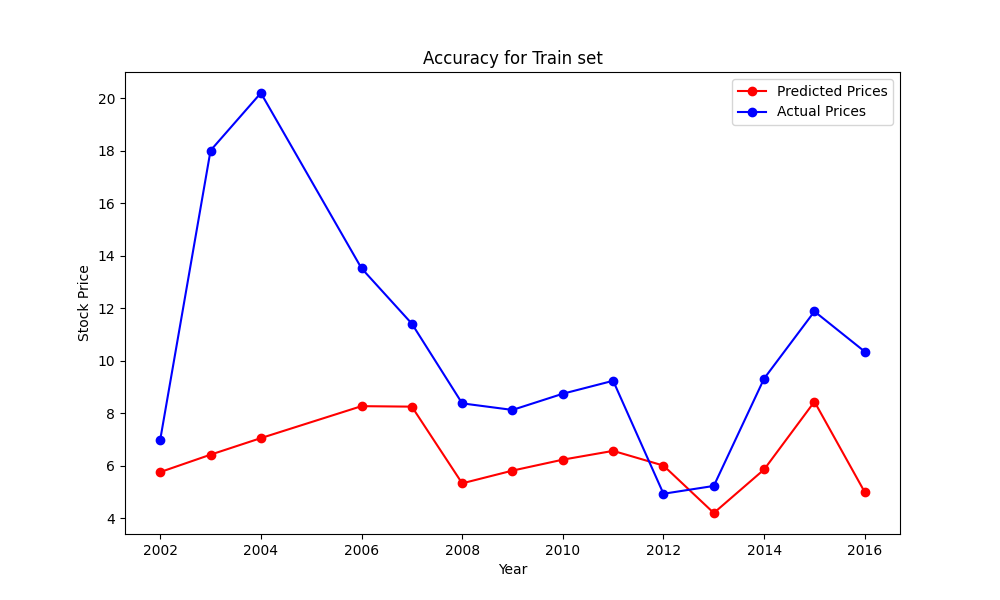 Accuracy for Train set
Predicted Prices
Actual Prices
20
18
16
14
12
10
8
6
4
Stock Price
2002 2004 2006 2008 2010 2012 2014 2016
Year